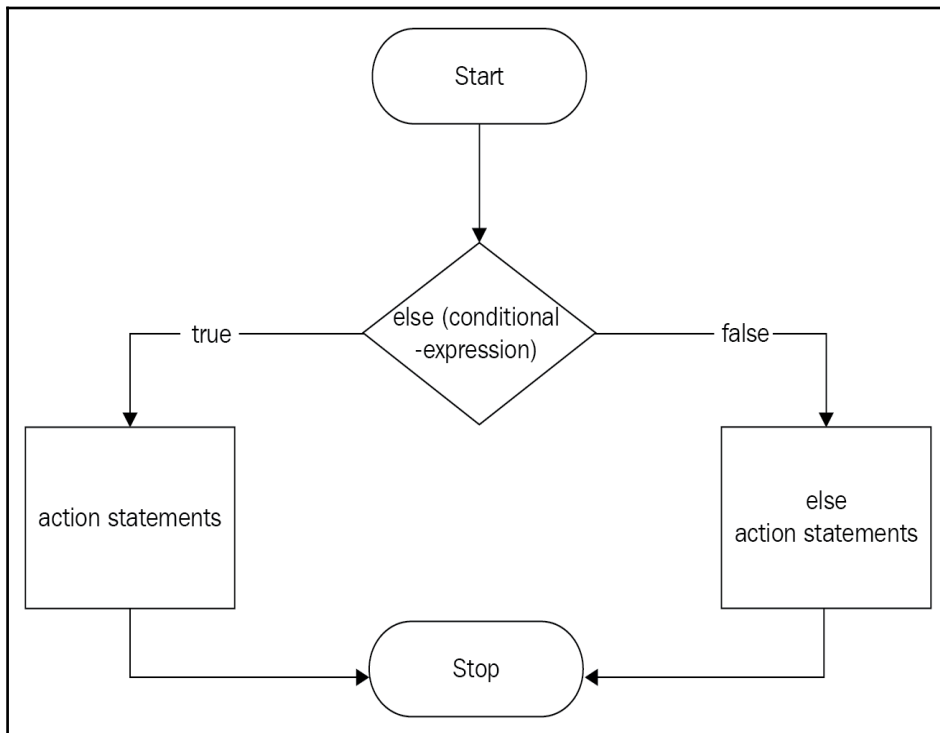 Start
else (conditional
-expression)
true
false
action statements
else
action statements
Stop